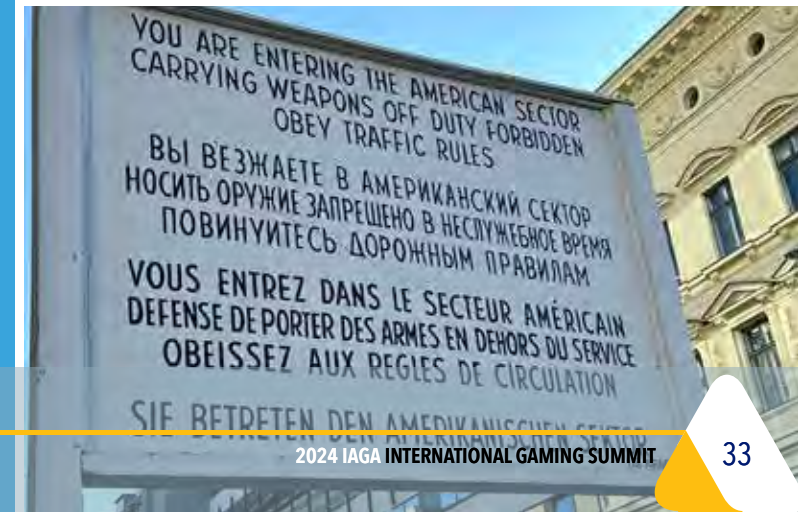 YOU ARE ENTERING THE AMERICAN SECTOR
CARRYING WEAPONS OFF DUTY FORBIDDEN
OBEY TRAFFIC RULES
ВЫ ВЕЗЖАЕТЕ В АМЕРИКАНСКИЙ СЕКТОР
НОСИТЬ ОРУЖИЕ ЗАПРЕЩЕНО В НЕСЛУЖЕБНОЕ ВРЕМЯ
ПОВИНУИТЕСЬ ДОРОЖНЫМ ПРАВИЛАМ
VOUS ENTREZ DANS LE SECTEUR AMÉRICAIN
DEFENSE DE PORTER DES ARMES EN DEHORS DU SERVICE
OBEISSEZ AUX REGLES DE CIRCULATION
SIE BETRETEN DEN AMERIKANISCHEN SEKTOR
2024 IAGA INTERNATIONAL GAMING SUMMIT
33